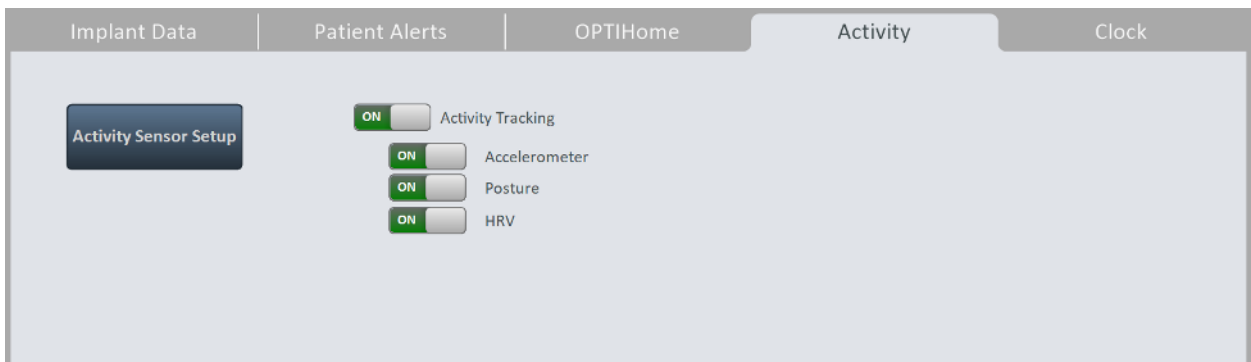 Implant Data Patient Alerts OPTIHome Activity Clock
Activity Sensor Setup
ON Activity Tracking
ON Accelerometer
ON Posture
ON HRV